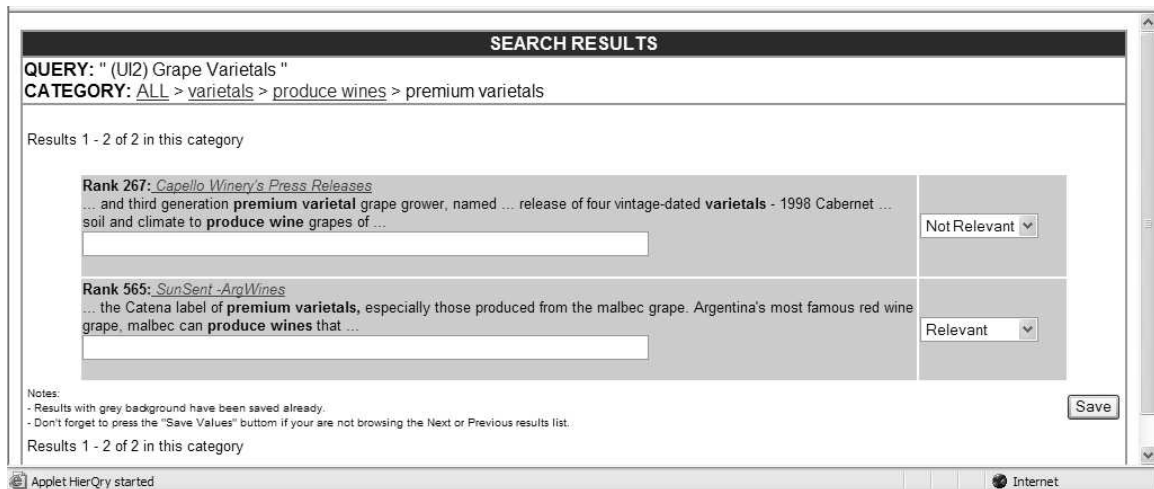 SEARCH RESULTS
QUERY: " (UI2) Grape Varietals "
CATEGORY: ALL > varietals > produce wines > premium varietals
Results 1 - 2 of 2 in this category
Rank 267: Capello Winery's Press Releases
... and third generation premium varietal grape grower, named ... release of four vintage-dated varietals - 1998 Cabernet ...
soil and climate to produce wine grapes of ...
Not Relevant
Rank 565: SunSent -ArgWines
... the Catena label of premium varietals, especially those produced from the malbec grape. Argentina's most famous red wine
grape, malbec can produce wines that ...
Relevant
Notes:
- Results with grey background have been saved already.
- Don't forget to press the "Save Values" buttom if your are not browsing the Next or Previous results list.
Save
Results 1 - 2 of 2 in this category
Applet HierQry started
Internet